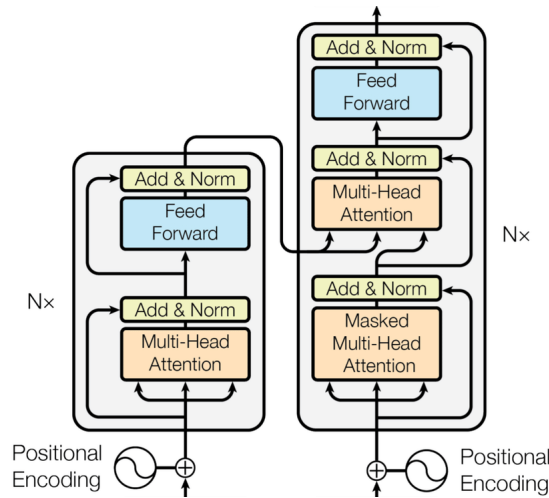 Add & Norm
Feed
Forward
Add & Norm
Multi-Head
Attention
Add & Norm
Masked
Multi-Head
Attention
Nx
Add & Norm
Feed
Forward
Add & Norm
Multi-Head
Attention
N×
Positional
Encoding
Positional
Encoding